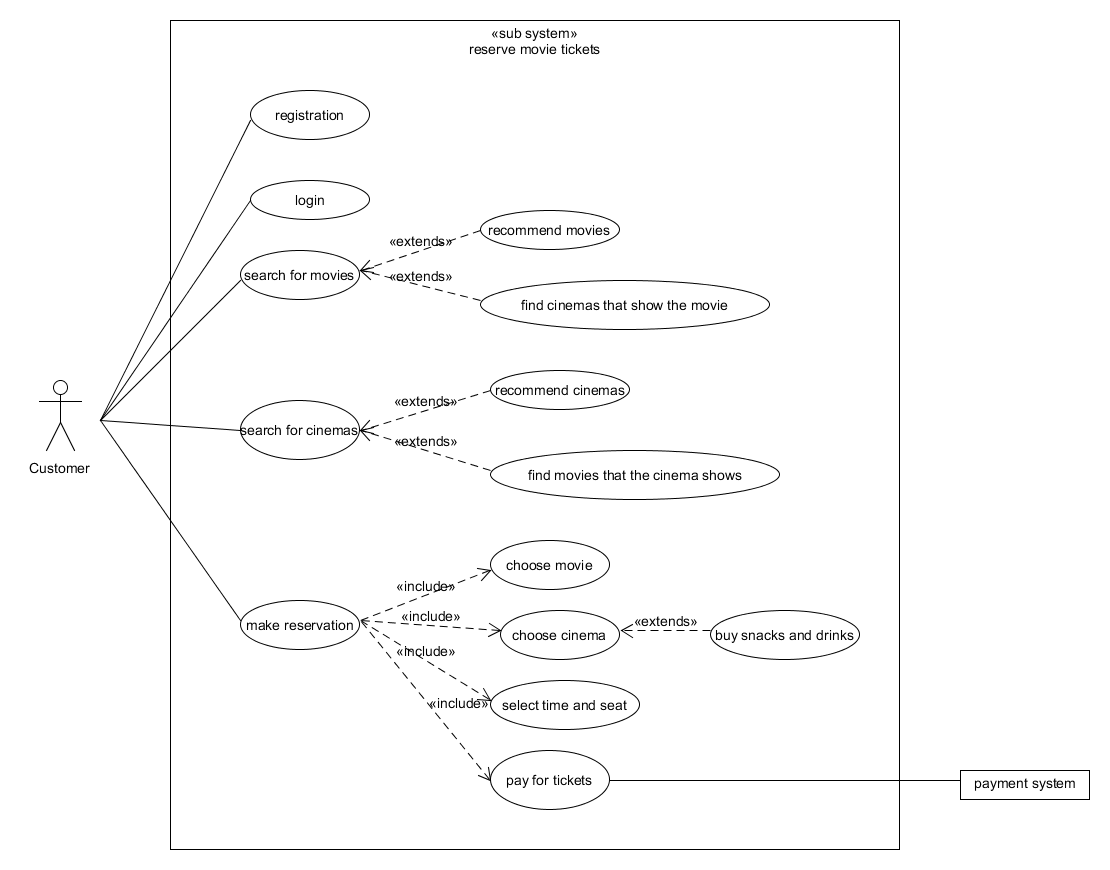 «sub system»
reserve movie tickets
registration
login
«extends»
recommend movies
search for movies
«extends»
find cinemas that show the movie
«extends»
recommend cinemas
search for cinemas
«extends»
find movies that the cinema shows
Customer
choose movie
«include»
make reservation
«include»
choose cinema
«extends»
buy snacks and drinks
«include»
select time and seat
«include»
pay for tickets
payment system